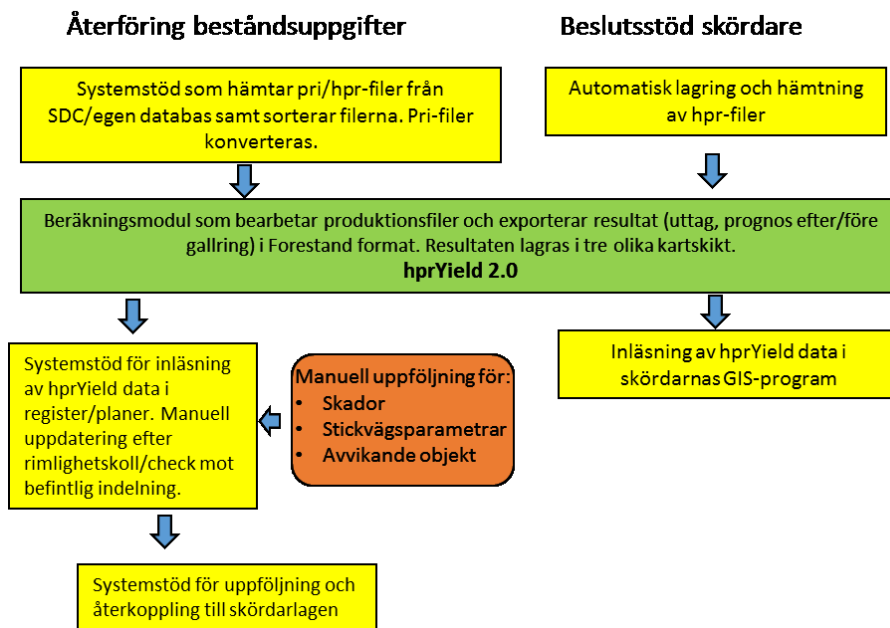 Återföring beståndsuppgifter
Beslutsstöd skördare
Systemstöd som hämtar pri/hpr-filer från
SDC/egen databas samt sorterar filerna. Pri-filer
konverteras.
Automatisk lagring och hämtning
av hpr-filer
Beräkningsmodul som bearbetar produktionsfiler och exporterar resultat (uttag, prognos efter/före
gallring) i Forestand format. Resultaten lagras i tre olika kartskikt.
hprYield 2.0
Systemstöd för inläsning
av hprYield data i
register/planer. Manuell
uppdatering efter
rimlighetskoll/check mot
befintlig indelning.
Manuell uppföljning för:
• Skador
• Stickvägsparametrar
• Avvikande objekt
Inläsning av hprYield data i
skördarnas GIS-program
Systemstöd för uppföljning och
återkoppling till skördarlagen